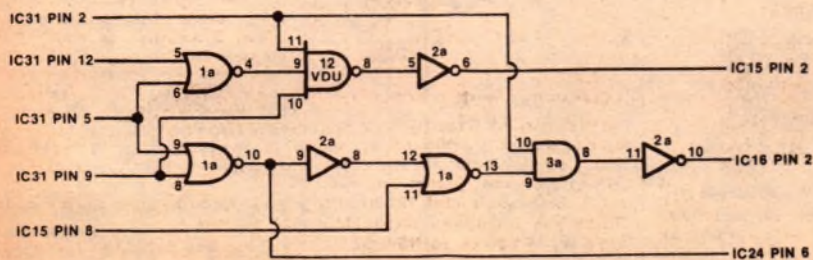 IC31 PIN 2
11
IC31 PIN 12
5
1a
4
6
9
12
VDU
8
10
5
2a
6
IC15 PIN 2
IC31 PIN 5
9
1a
10
8
IC31 PIN 9
9
2a
8
12
1a
13
11
10
3a
8
9
11
2a
10
IC16 PIN 2
IC15 PIN 8
IC24 PIN 6